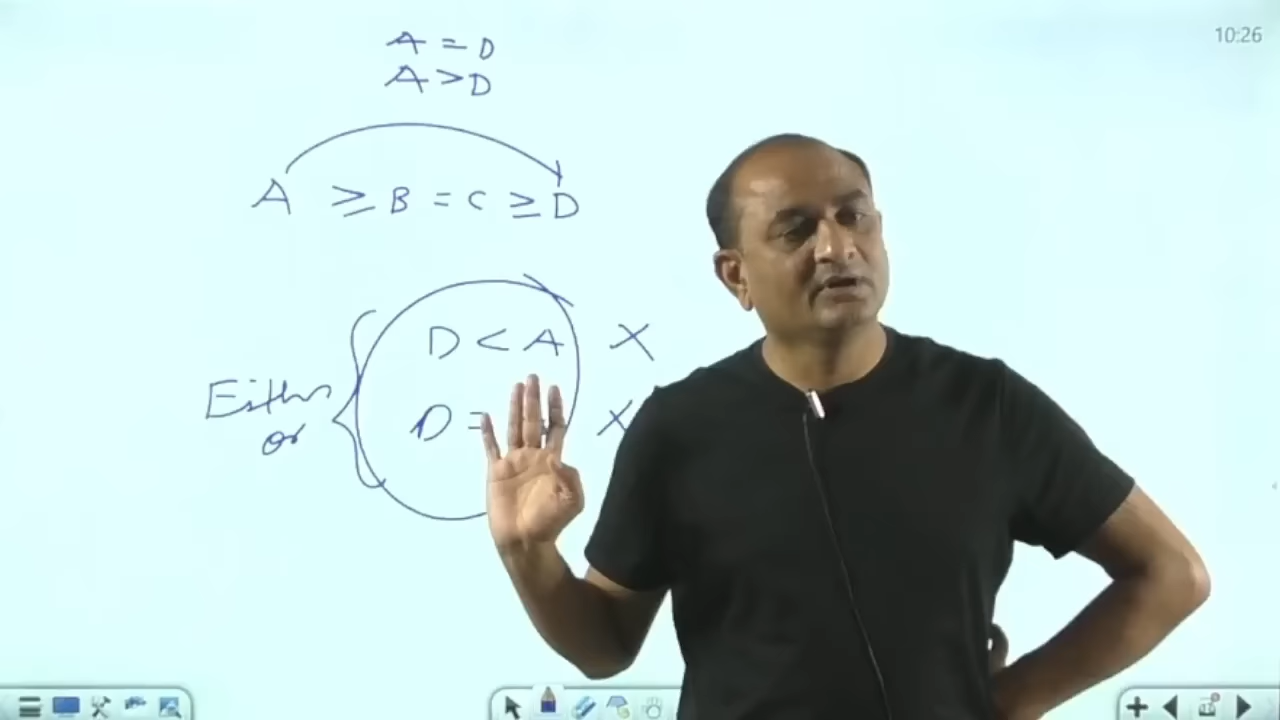 10:26
A = D
A > D
A ≥ B = C ≥ D
D < A X
Either
or
D = X